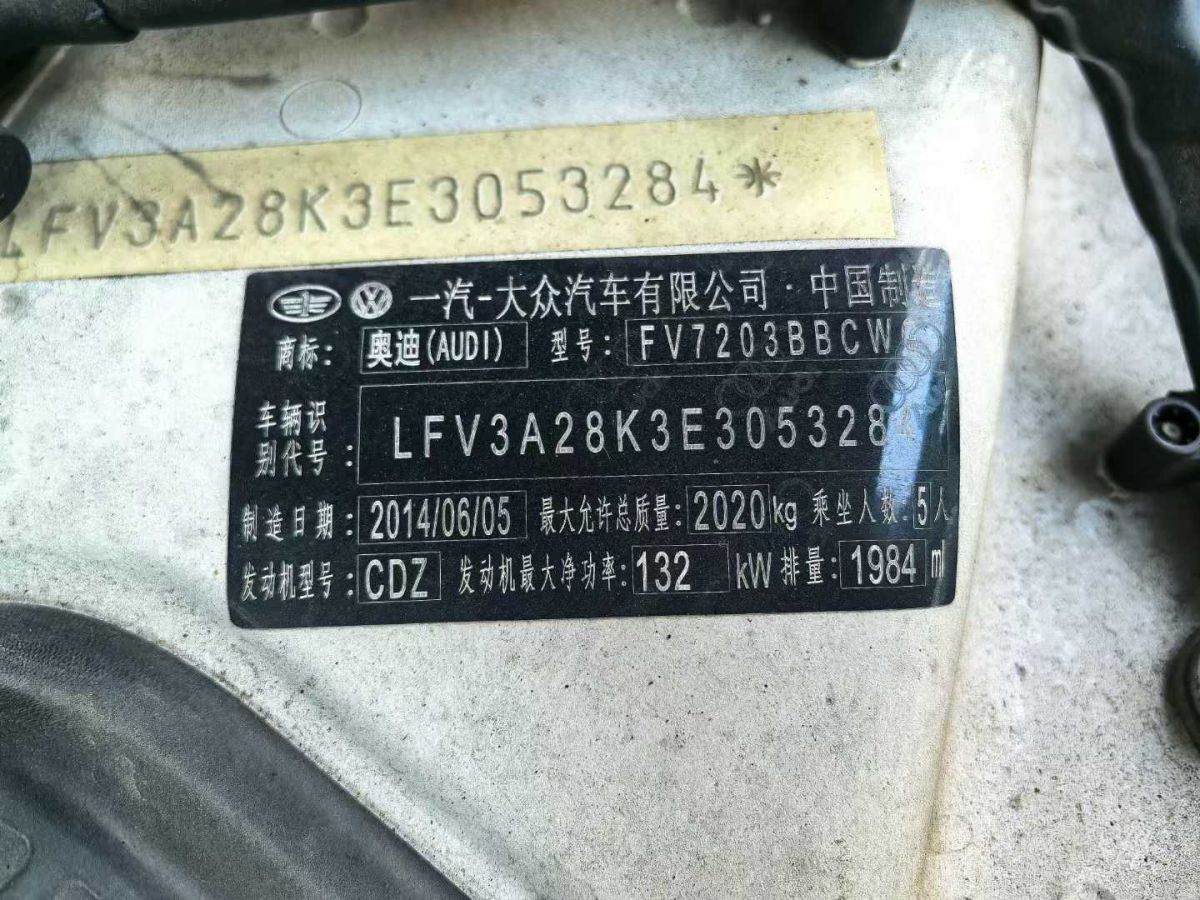 LFV3A28K3E3053284*
一汽-大众汽车有限公司·中国制造
商标: 奥迪(AUDI) 型号: FV7203BBCW
车辆识别代号: LFV3A28K3E3053284
制造日期: 2014/06/05 最大允许总质量: 2020kg 乘坐人数: 5人
发动机型号: CDZ 发动机最大净功率: 132 kW 排量: 1984 ml